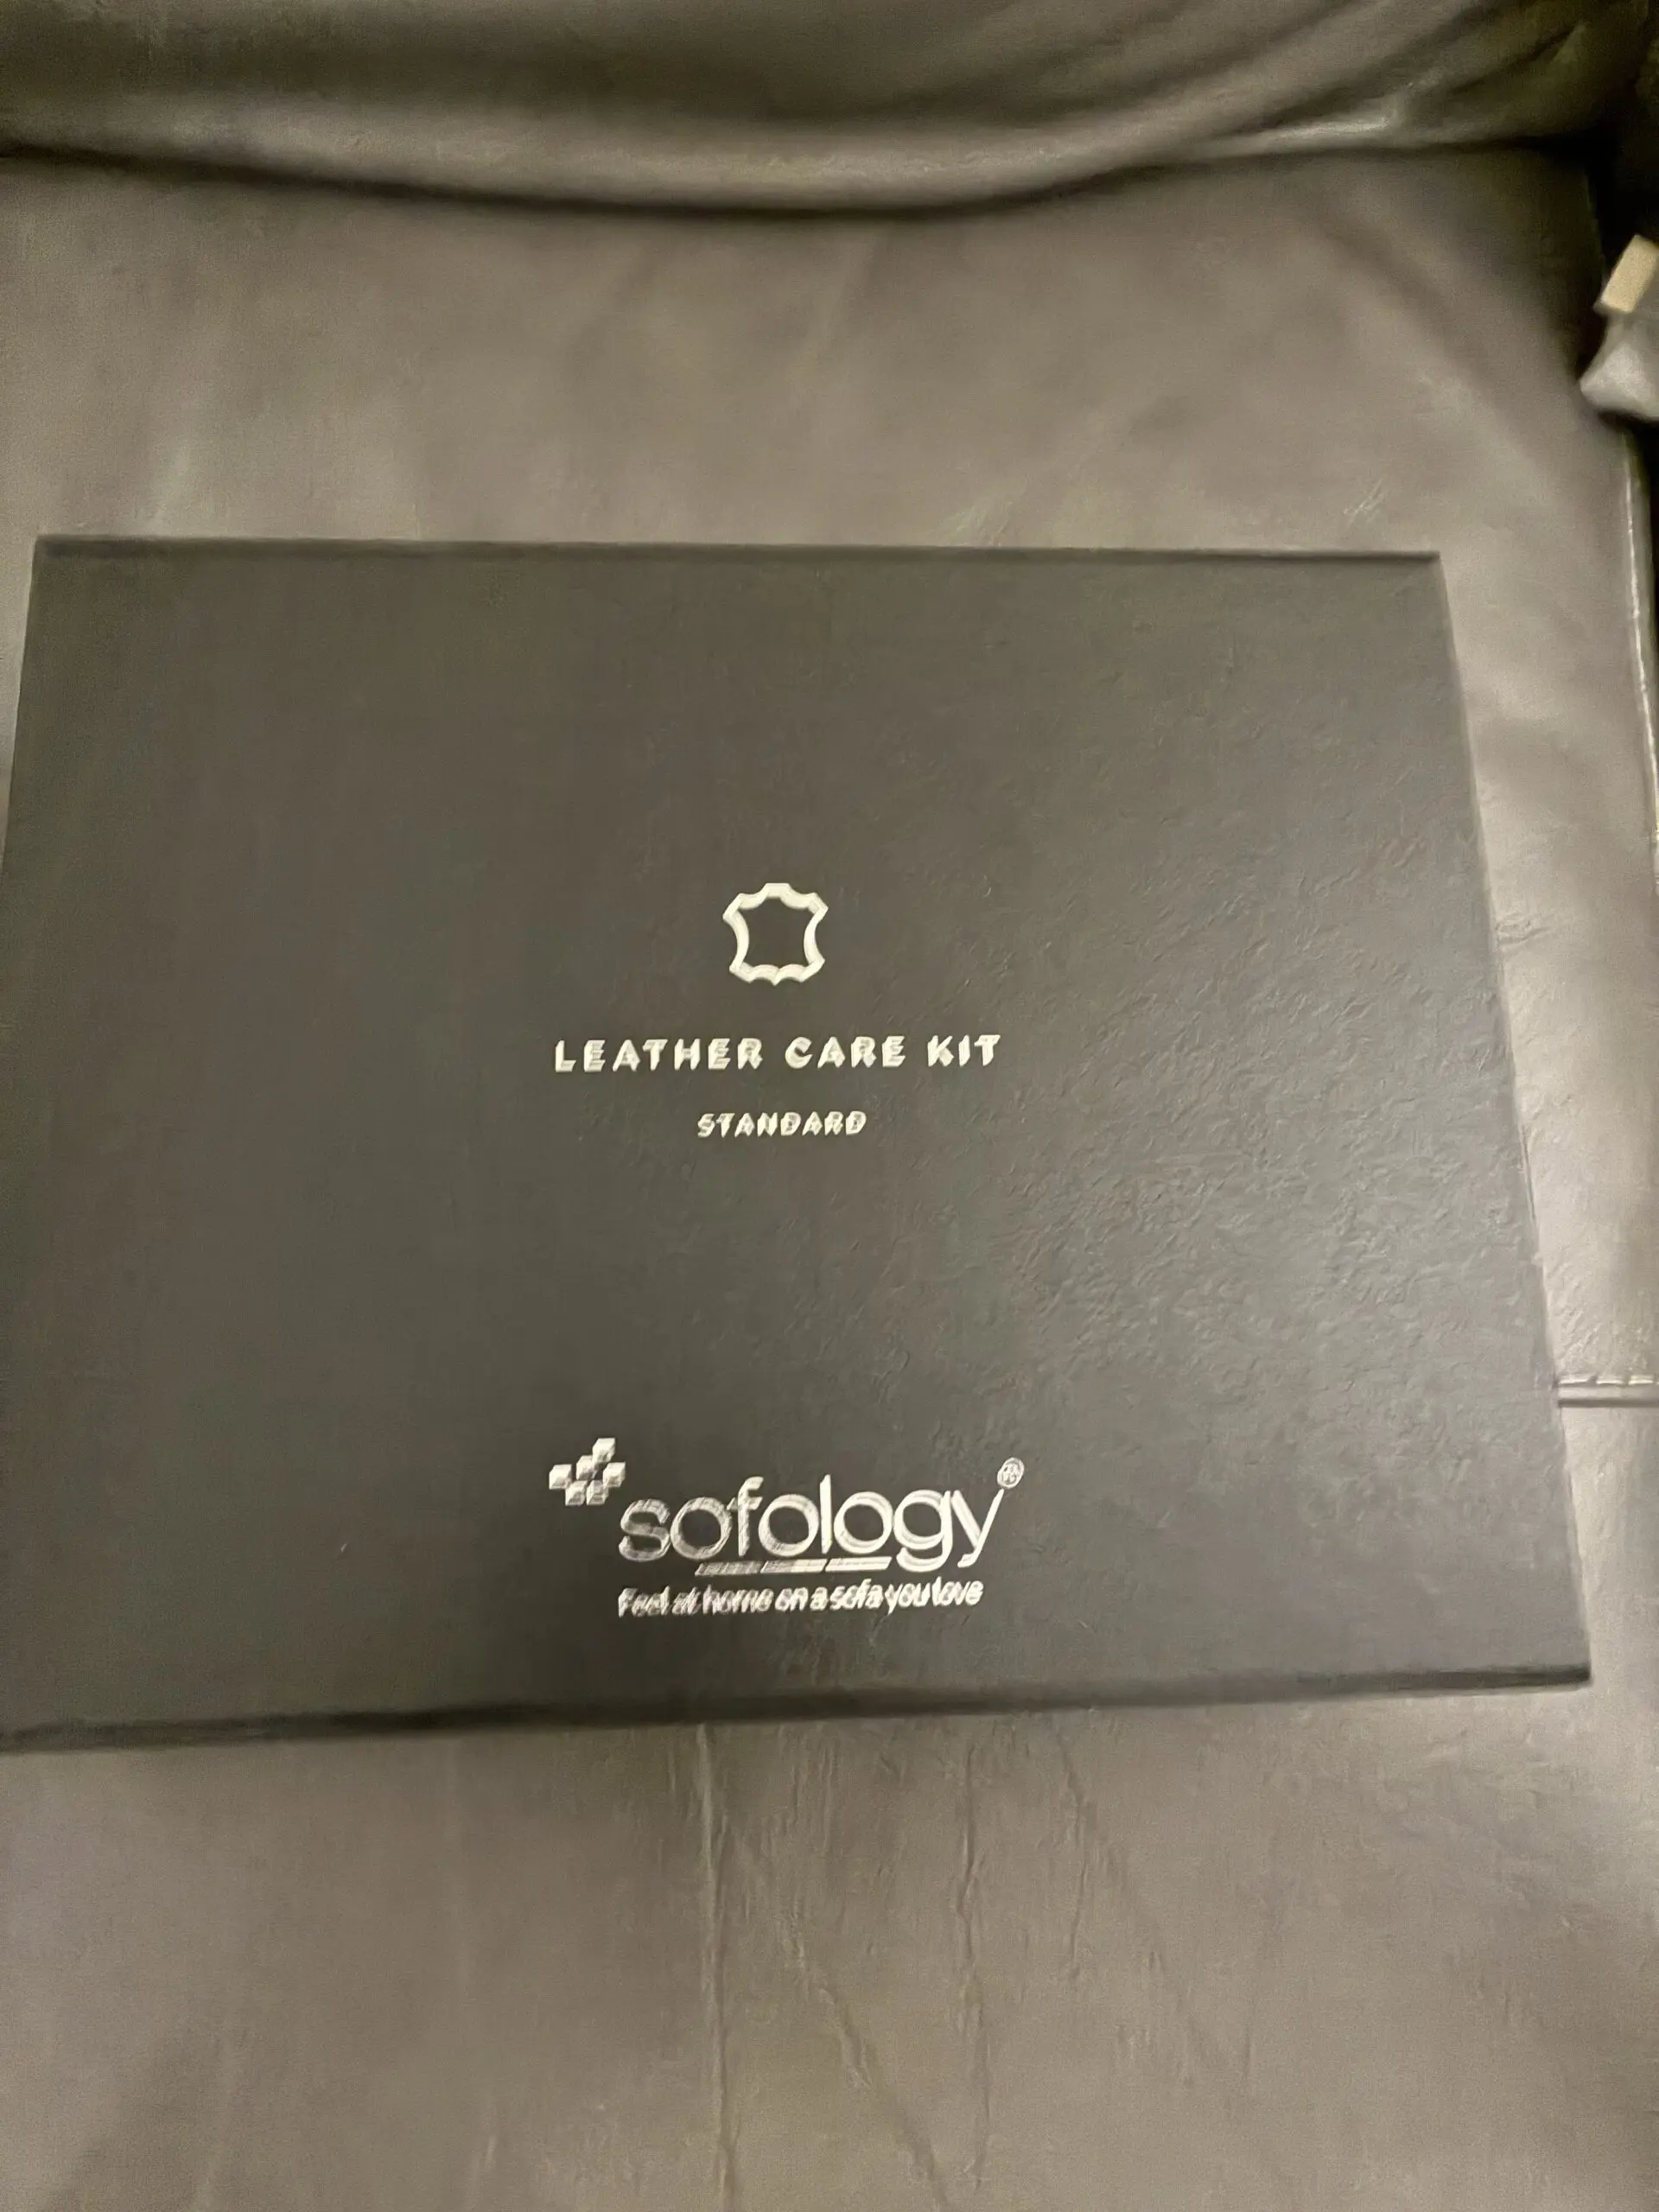 LEATHER CARE KIT
STANDARD
sofology®
Feel at home on a sofa you love